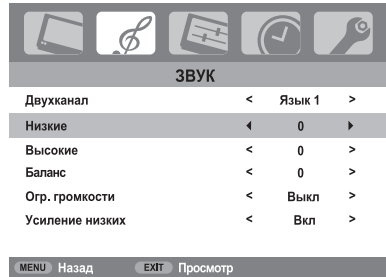 ЗВУК
Двухканал < Язык 1 >
Низкие 0
Высокие < 0 >
Баланс < 0 >
Огр. громкости < Выкл >
Усиление низких < Вкл >
MENU Назад EXIT Просмотр